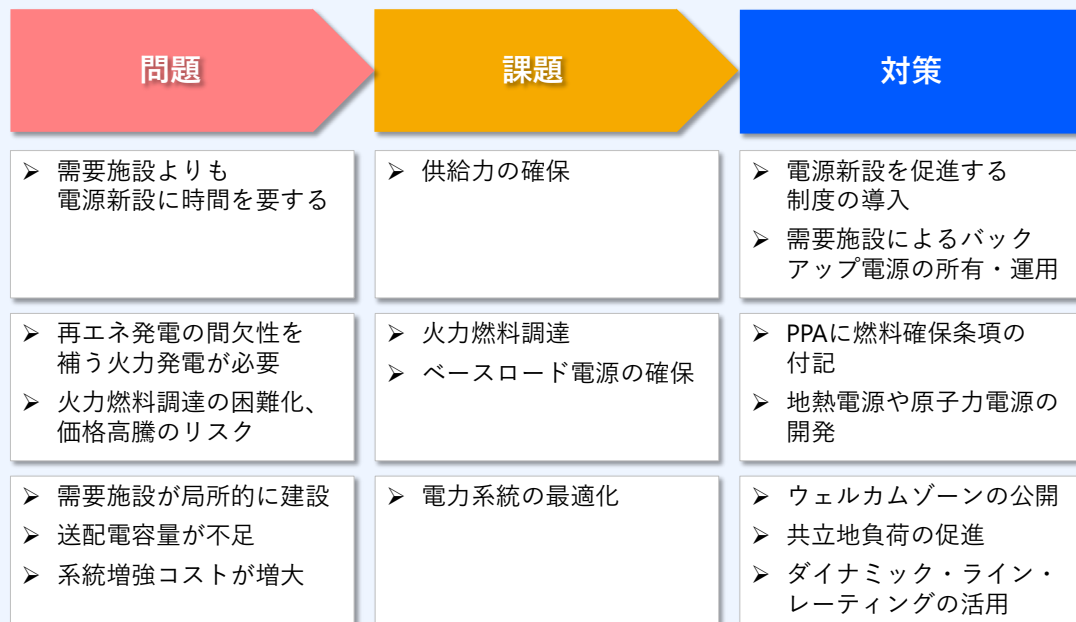 問題
課題
対策
➢ 需要施設よりも
電源新設に時間を要する
➢ 供給力の確保
➢ 電源新設を促進する
制度の導入
➢ 需要施設によるバック
アップ電源の所有・運用
➢ 再エネ発電の間欠性を
補う火力発電が必要
➢ 火力燃料調達の困難化、
価格高騰のリスク
➢ 火力燃料調達
➢ ベースロード電源の確保
➢ PPAに燃料確保条項の
付記
➢ 地熱電源や原子力電源の
開発
➢ 需要施設が局所的に建設
➢ 送配電容量が不足
➢ 系統増強コストが増大
➢ 電力系統の最適化
➢ ウェルカムゾーンの公開
➢ 共立地負荷の促進
➢ ダイナミック・ライン・
レーティングの活用